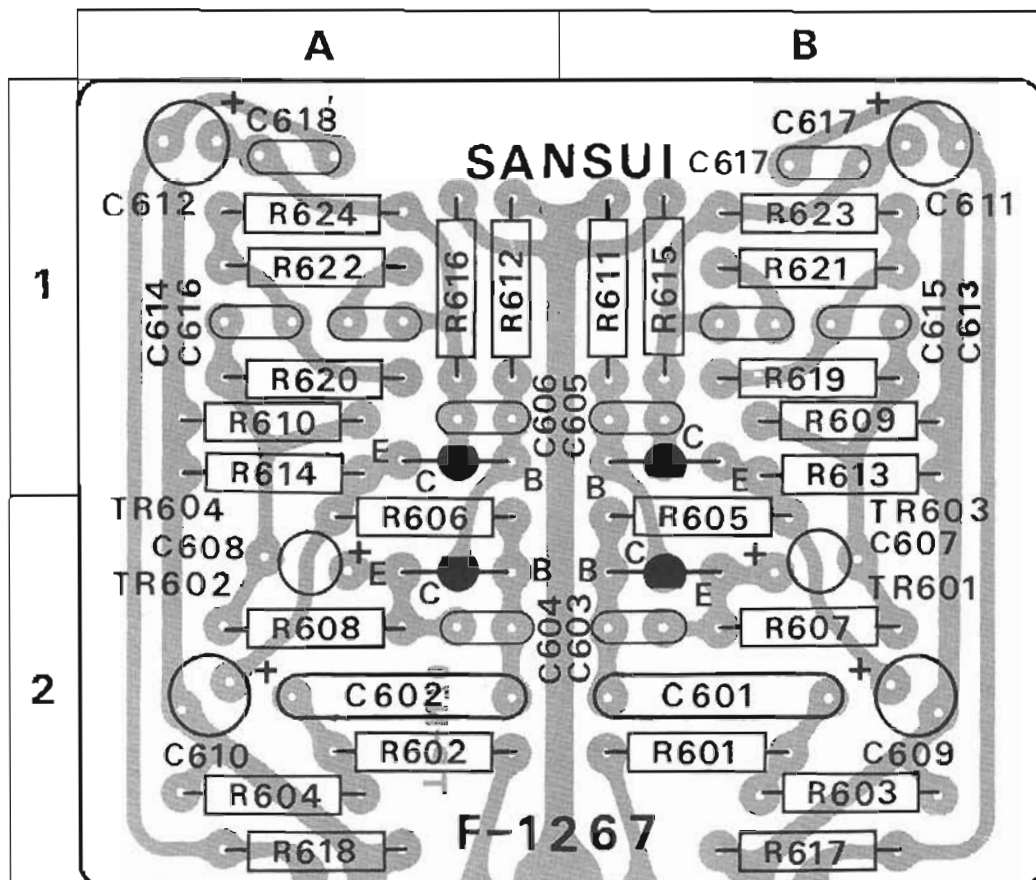 A B
C618 C617
SANSUI C617
C612 R624 R623 C611
1
R622 R616 R612 R611 R615 R621
C614 C616 C615 C613
R620 R619
C606 C605
R610 R609
E C B B C E
R614 R613
TR604 R606 R605 TR603
C608 C607
TR602 E C B B C E TR601
R608 R607
C604 C603
2
C602 C601
C610 R602 R601 C609
R604 R603
F-1267
R618 R617